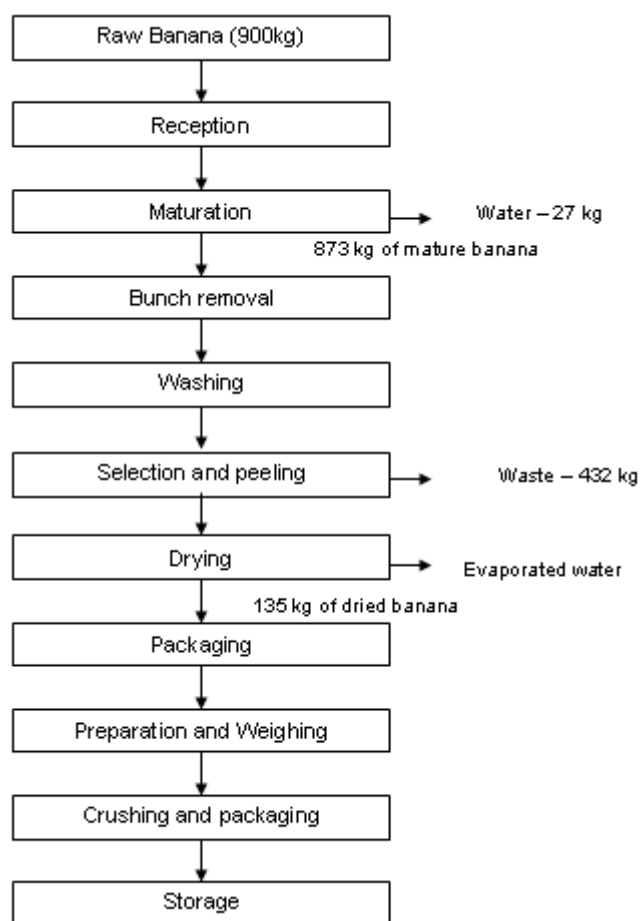 Raw Banana (900kg)
Reception
Maturation
Water – 27 kg
873 kg of mature banana
Bunch removal
Washing
Selection and peeling
Waste – 432 kg
Drying
Evaporated water
135 kg of dried banana
Packaging
Preparation and Weighing
Crushing and packaging
Storage